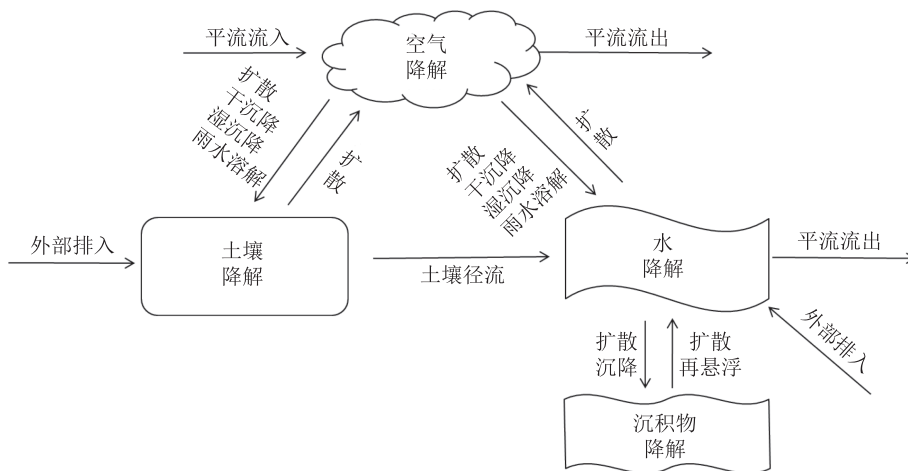 平流流入
空气
降解
平流流出
扩散
干沉降
湿沉降
雨水溶解
扩散
扩散
干沉降
湿沉降
雨水溶解
扩散
外部排入
土壤
降解
土壤径流
水
降解
平流流出
外部排入
扩散
沉降
扩散
再悬浮
沉积物
降解